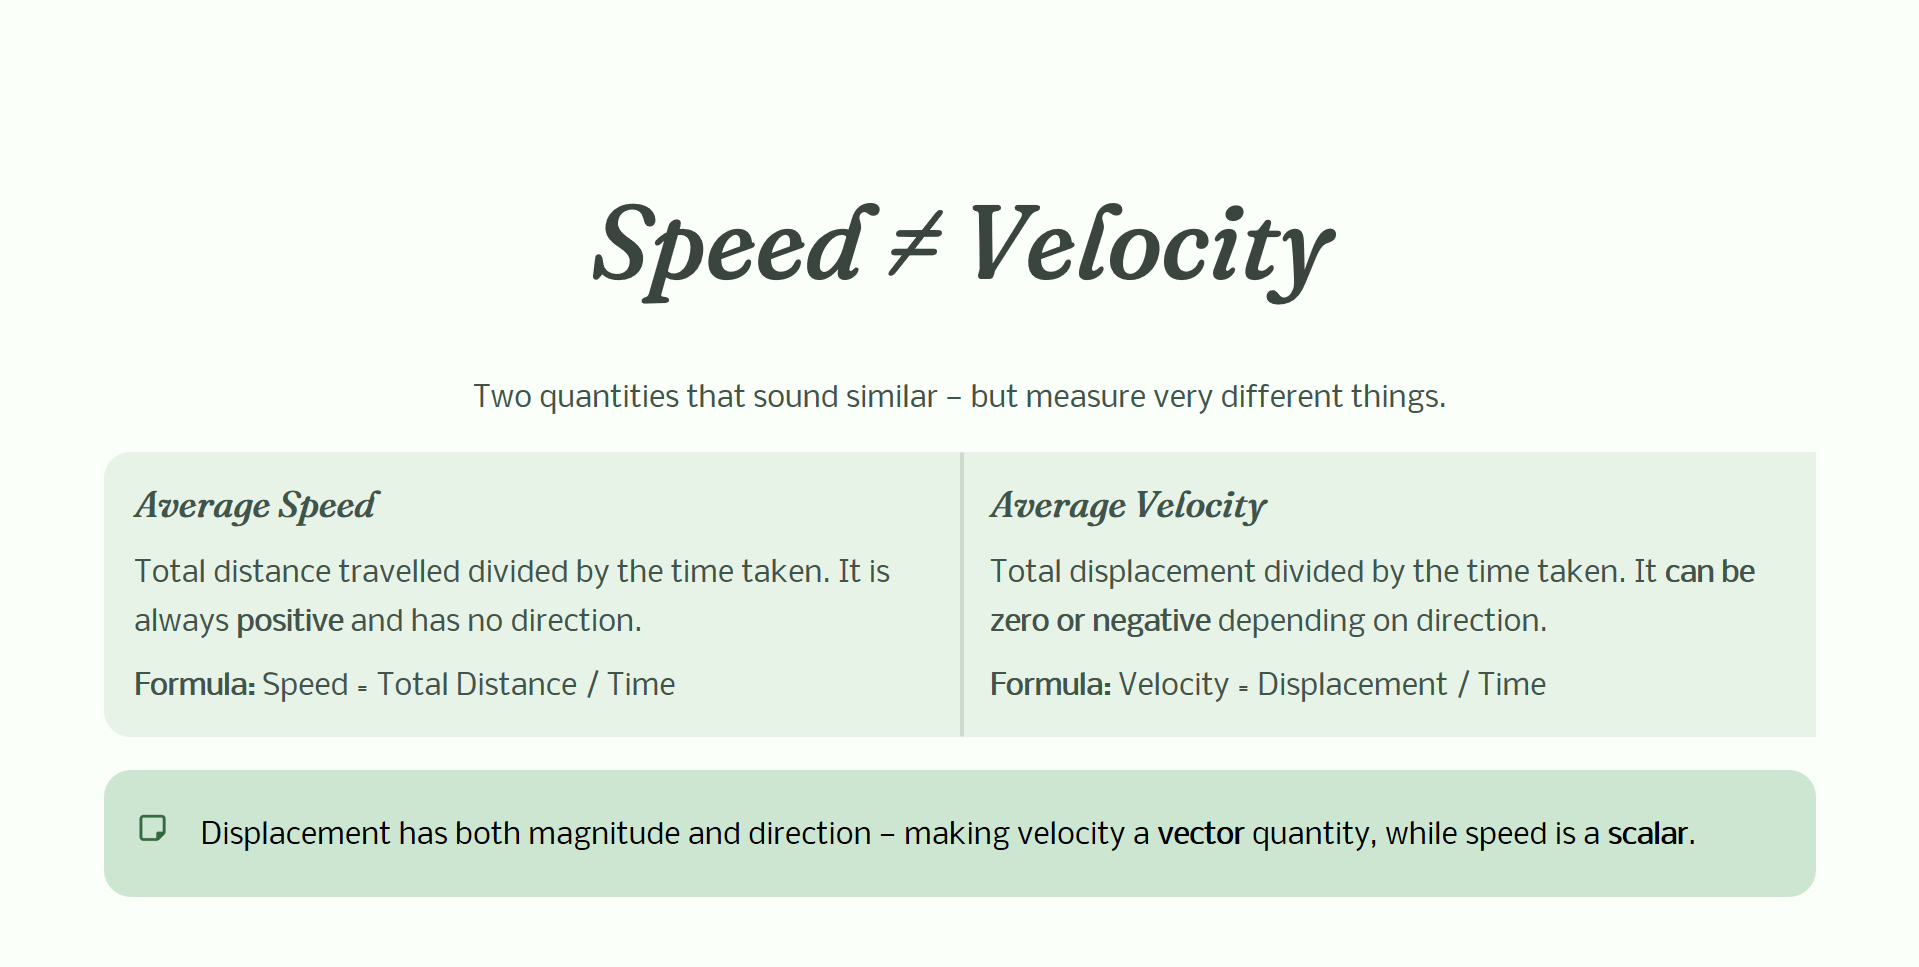 Speed ≠ Velocity
Two quantities that sound similar – but measure very different things.
Average Speed
Total distance travelled divided by the time taken. It is
always positive and has no direction.
Formula: Speed = Total Distance / Time
Average Velocity
Total displacement divided by the time taken. It can be
zero or negative depending on direction.
Formula: Velocity = Displacement / Time
Displacement has both magnitude and direction – making velocity a vector quantity, while speed is a scalar.